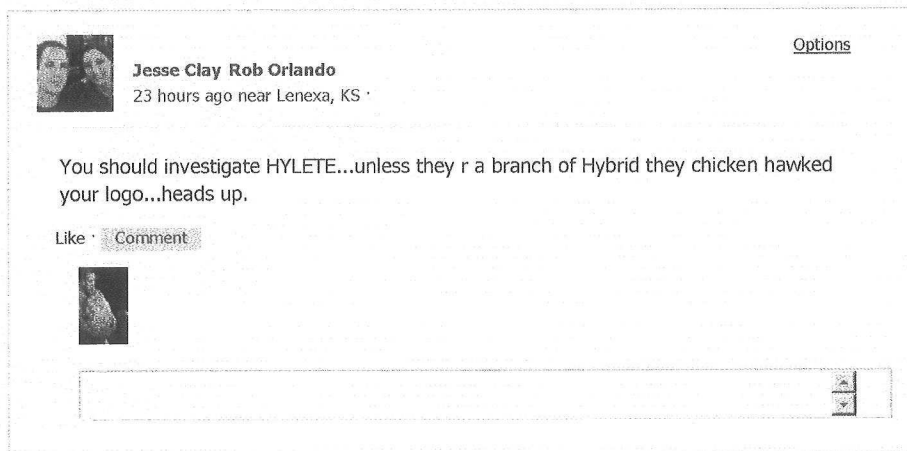 Options
Jesse Clay Rob Orlando
23 hours ago near Lenexa, KS ·
You should investigate HYLETE...unless they r a branch of Hybrid they chicken hawked
your logo...heads up.
Like · Comment